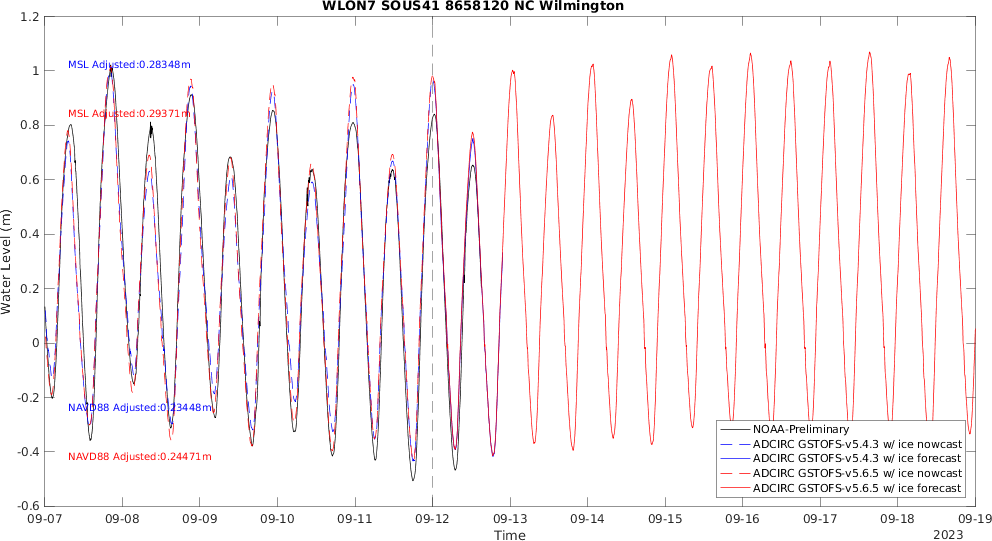 WLON7 SOUS41 8658120 NC Wilmington
1.2
1
0.8
0.6
0.4
0.2
0
-0.2
-0.4
-0.6
Water Level (m)
MSL Adjusted:0.28348m
MSL Adjusted:0.29371m
NAVD88 Adjusted:0.23448m
NAVD88 Adjusted:0.24471m
NOAA-Preliminary
ADCIRC GSTOFS-v5.4.3 w/ ice nowcast
ADCIRC GSTOFS-v5.4.3 w/ ice forecast
ADCIRC GSTOFS-v5.6.5 w/ ice nowcast
ADCIRC GSTOFS-v5.6.5 w/ ice forecast
09-07 09-08 09-09 09-10 09-11 09-12 09-13 09-14 09-15 09-16 09-17 09-18 09-19
Time
2023